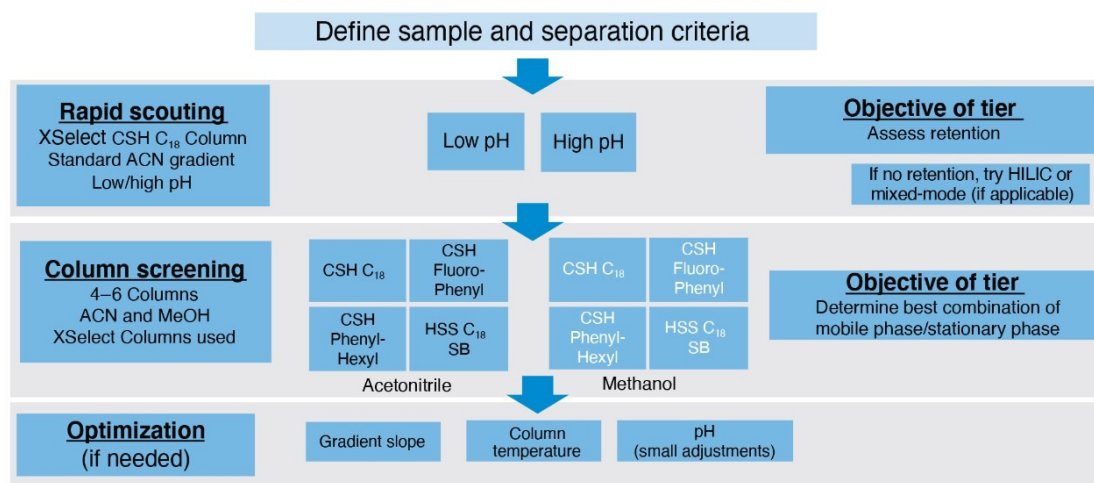 Define sample and separation criteria
Rapid scouting
XSelect CSH C₁₈ Column
Standard ACN gradient
Low/high pH
Low pH
High pH
Objective of tier
Assess retention
If no retention, try HILIC or
mixed-mode (if applicable)
Column screening
4–6 Columns
ACN and MeOH
XSelect Columns used
CSH C₁₈
CSH
Fluoro-
Phenyl
CSH
Phenyl-
Hexyl
HSS C₁₈
SB
Acetonitrile
CSH C₁₈
CSH
Fluoro-
Phenyl
CSH
Phenyl-
Hexyl
HSS C₁₈
SB
Methanol
Objective of tier
Determine best combination of
mobile phase/stationary phase
Optimization
(if needed)
Gradient slope
Column
temperature
pH
(small adjustments)